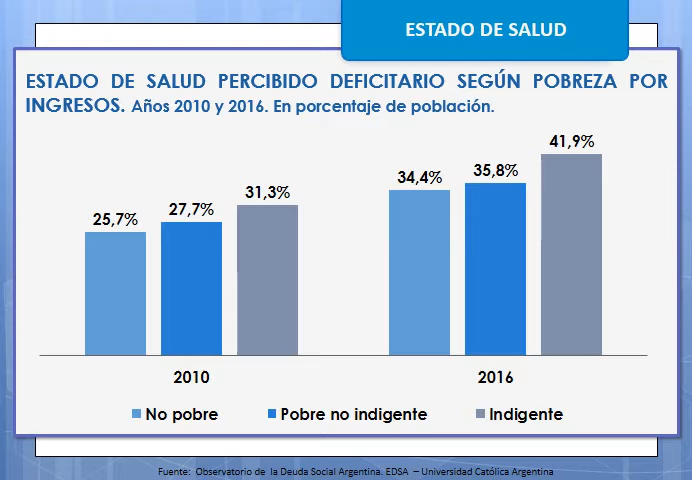 ESTADO DE SALUD
ESTADO DE SALUD PERCIBIDO DEFICITARIO SEGÚN POBREZA POR
INGRESOS. Años 2010 y 2016. En porcentaje de población.
25,7%
27,7%
31,3%
34,4%
35,8%
41,9%
2010
2016
No pobre
Pobre no indigente
Indigente
Fuente: Observatorio de la Deuda Social Argentina. EDSA – Universidad Católica Argentina